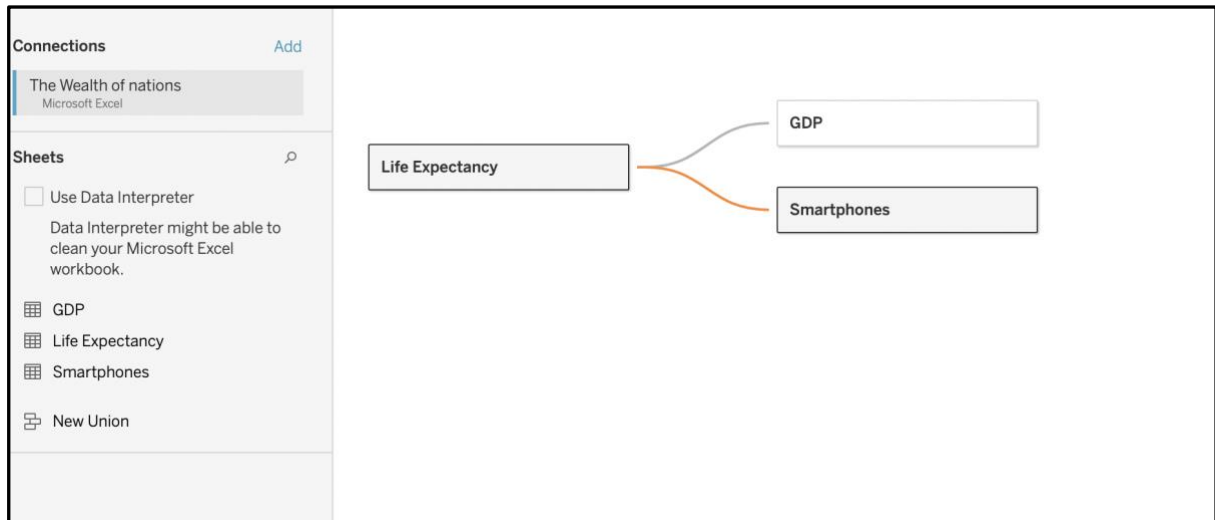 Connections
Add
The Wealth of nations
Microsoft Excel
Sheets
Use Data Interpreter
Data Interpreter might be able to
clean your Microsoft Excel
workbook.
GDP
Life Expectancy
Smartphones
New Union
Life Expectancy
GDP
Smartphones